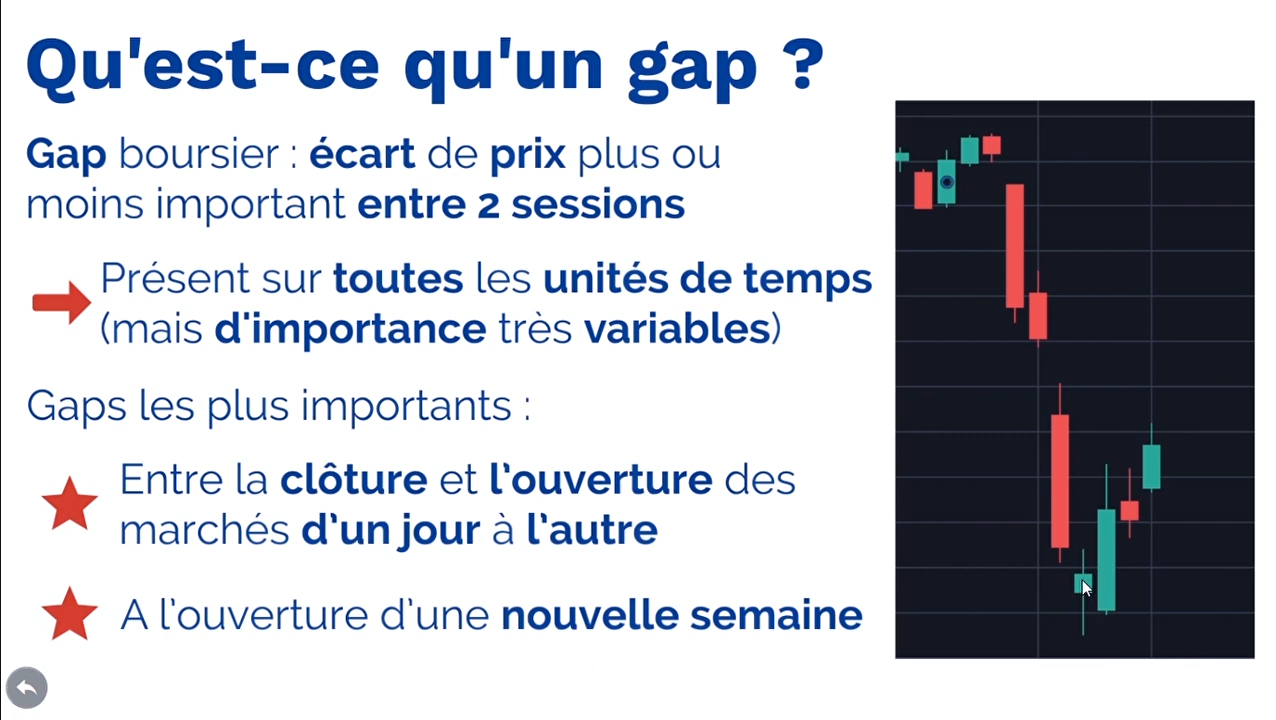 Qu'est-ce qu'un gap ?
Gap boursier : écart de prix plus ou
moins important entre 2 sessions
Présent sur toutes les unités de temps
(mais d'importance très variables)
Gaps les plus importants :
Entre la clôture et l’ouverture des
marchés d’un jour à l’autre
A l’ouverture d’une nouvelle semaine